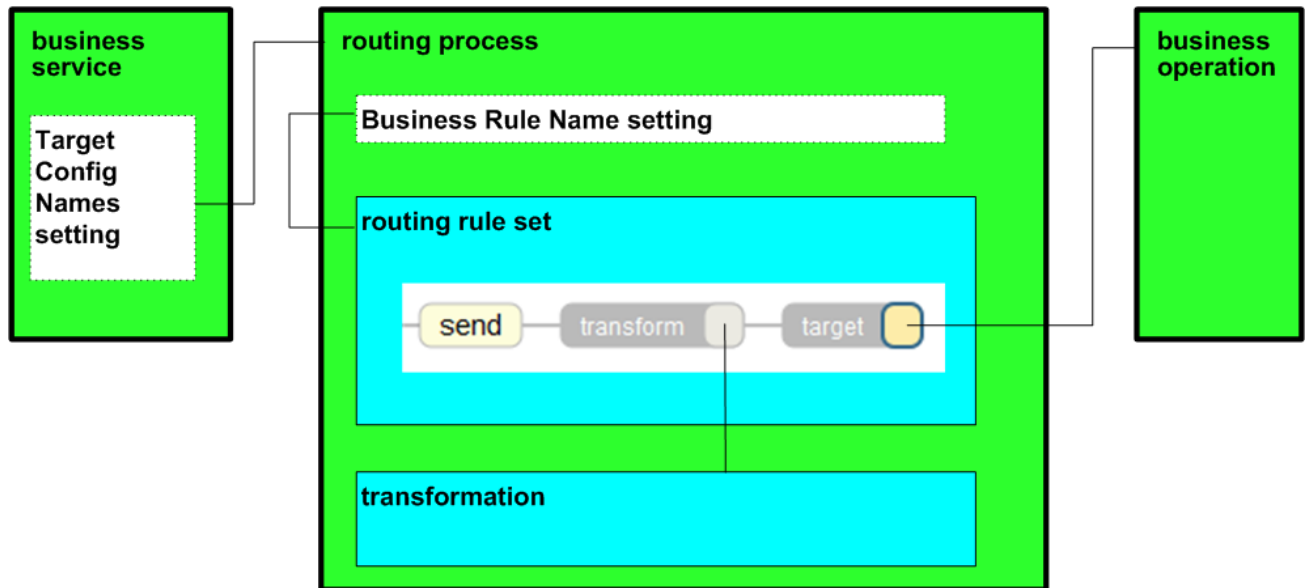 business
service
Target
Config
Names
setting
routing process
Business Rule Name setting
routing rule set
send transform target
transformation
business
operation